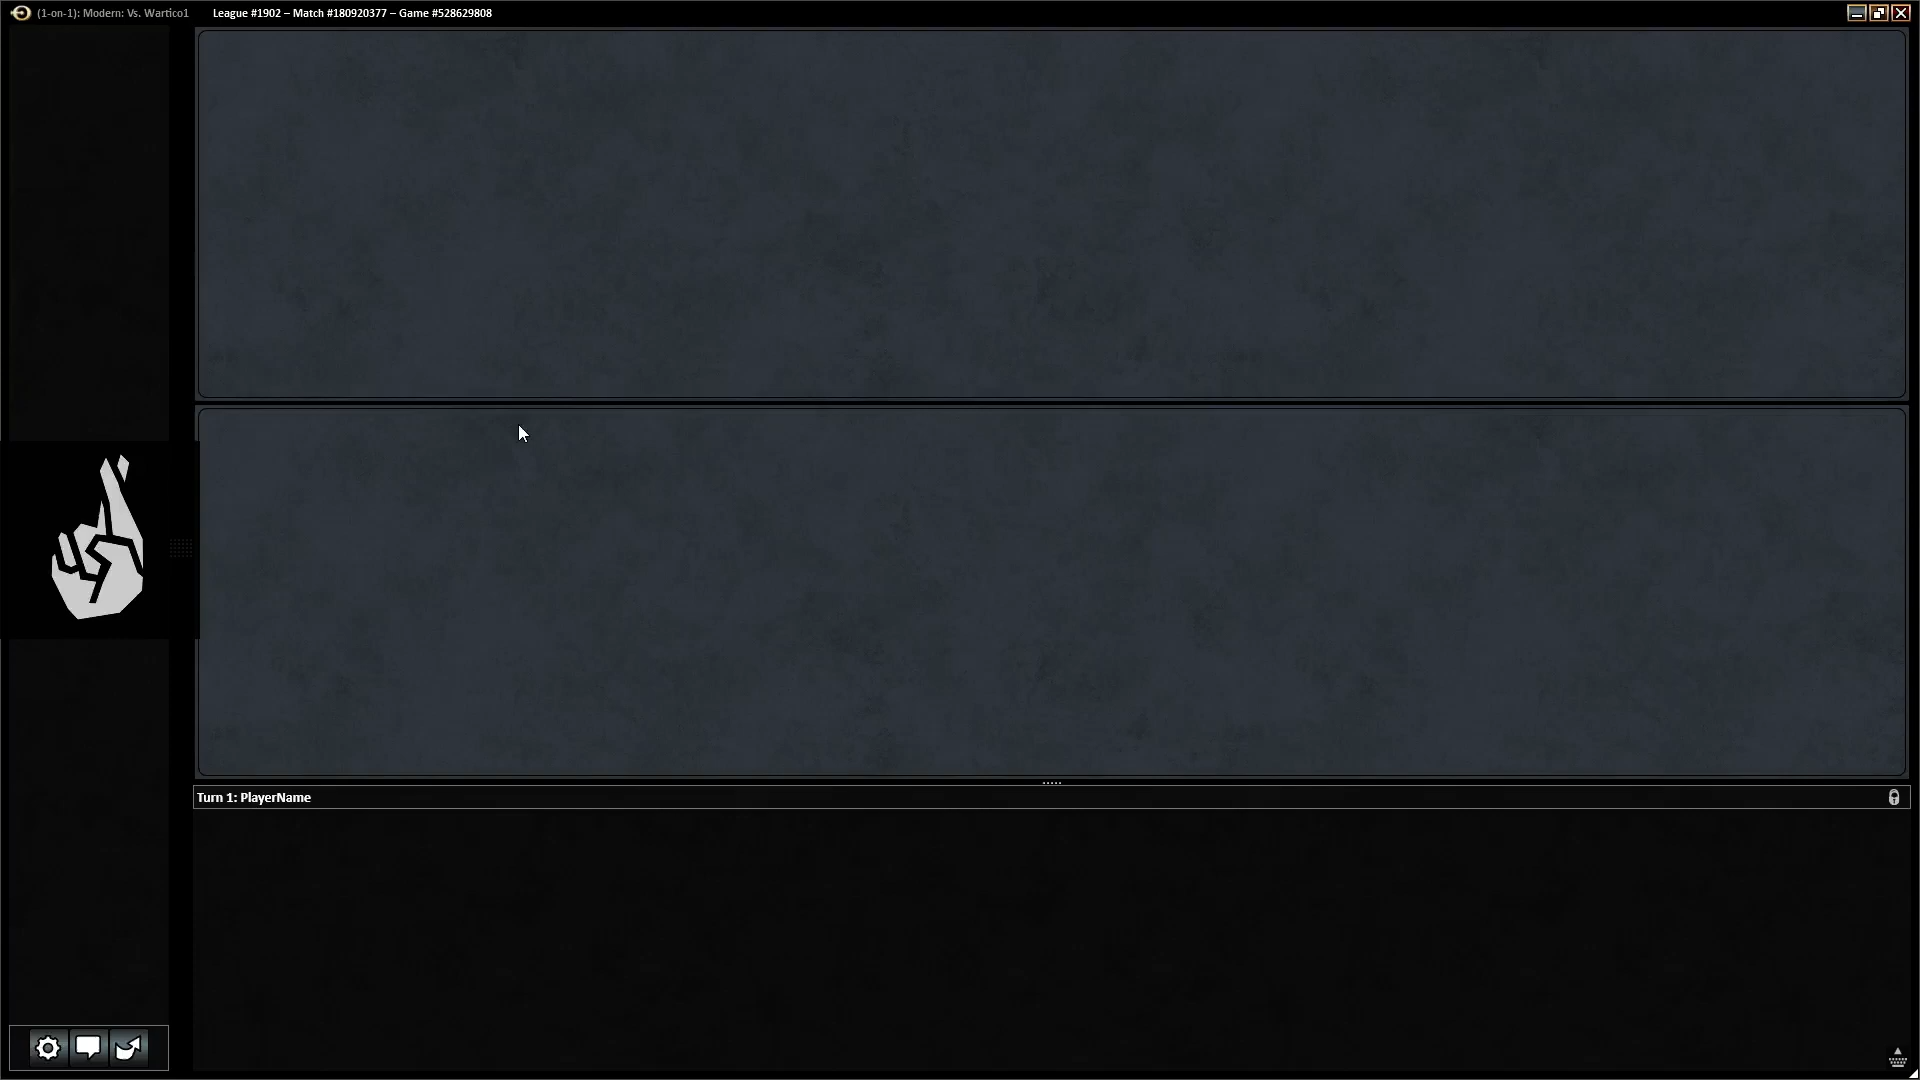 (1-on-1): Modern: Vs. Wartico1
League #1902 – Match #180920377 – Game #528629808
Turn 1: PlayerName